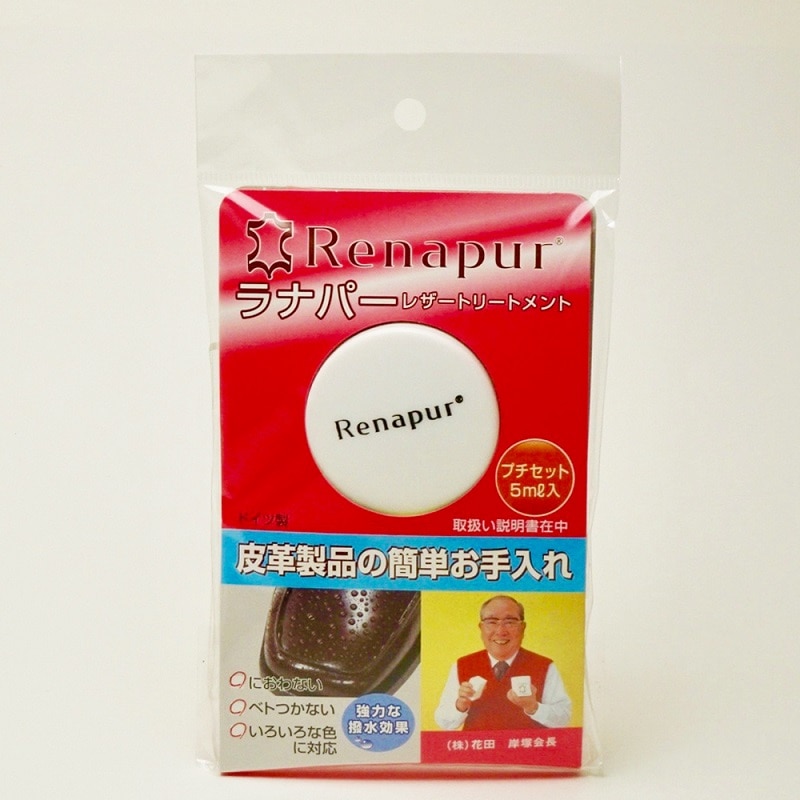 Renapur®
ラナパーレザートリートメント
Renapur®
プチセット
5mℓ入
ドイツ製
取扱い説明書在中
皮革製品の簡単お手入れ
におわない
ベトつかない
いろいろな色
に対応
強力な
撥水効果
(株)花田 岸塚会長